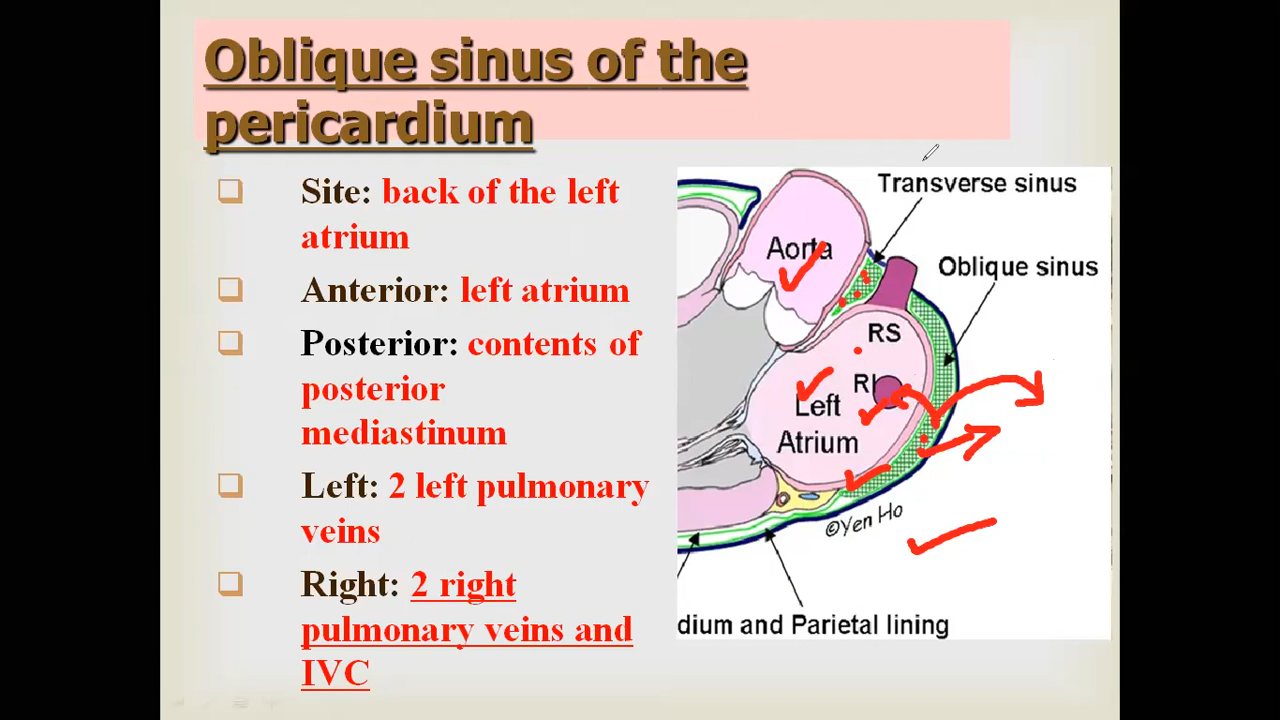 Oblique sinus of the
pericardium
Site: back of the left
atrium
Anterior: left atrium
Posterior: contents of
posterior
mediastinum
Left: 2 left pulmonary
veins
Right: 2 right
pulmonary veins and
IVC
Transverse sinus
Aorta
Oblique sinus
RS
RI
Left
Atrium
©Yen Ho
dium and Parietal lining